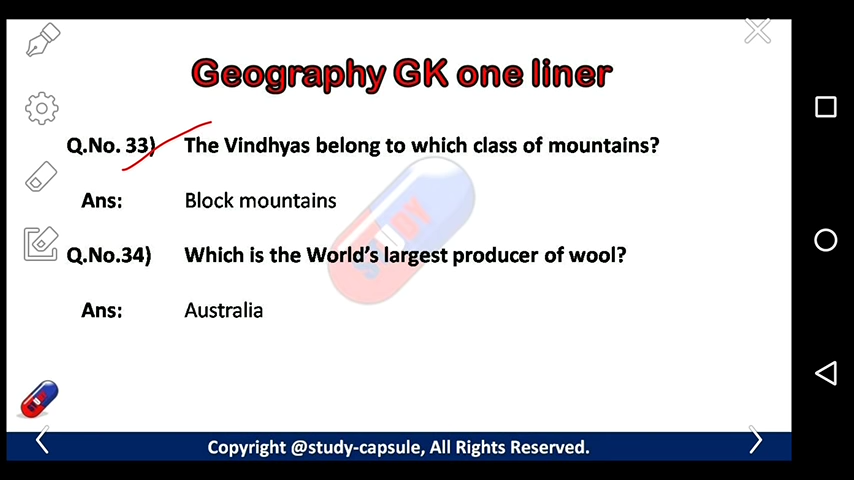 Geography GK one liner
Q.No. 33) The Vindhyas belong to which class of mountains?
Ans: Block mountains
STUDY
Q.No.34) Which is the World’s largest producer of wool?
Ans: Australia
Copyright @study-capsule, All Rights Reserved.